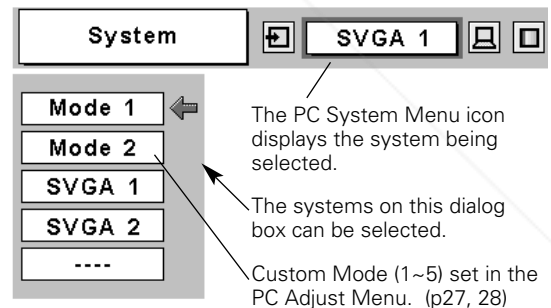 System
SVGA 1
Mode 1
Mode 2
SVGA 1
SVGA 2
----
The PC System Menu icon
displays the system being
selected.
The systems on this dialog
box can be selected.
Custom Mode (1~5) set in the
PC Adjust Menu. (p27, 28)